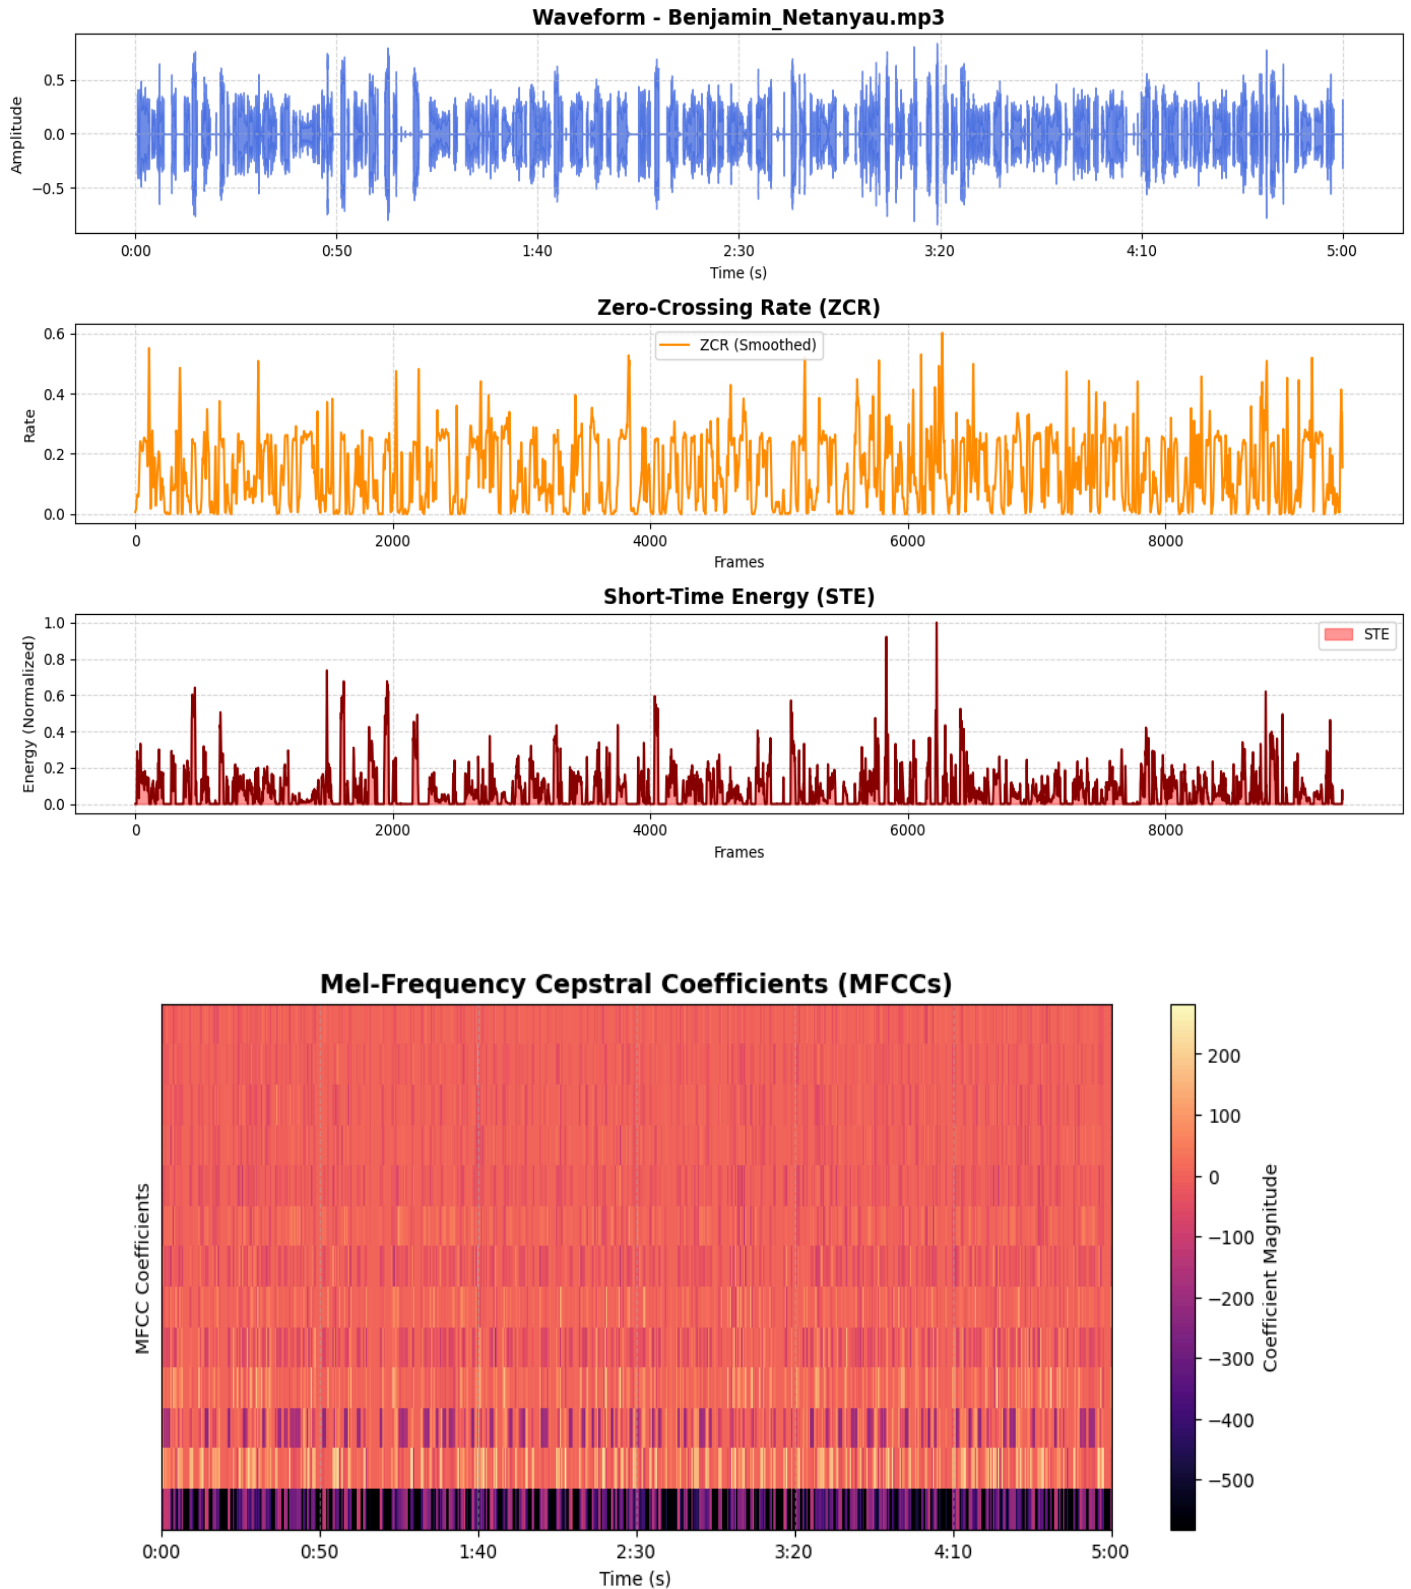 Waveform - Benjamin_Netanyau.mp3
Amplitude
0.5
0.0
−0.5
0:00 0:50 1:40 2:30 3:20 4:10 5:00
Time (s)
Zero-Crossing Rate (ZCR)
ZCR (Smoothed)
Rate
0.6
0.4
0.2
0.0
0 2000 4000 6000 8000
Frames
Short-Time Energy (STE)
STE
Energy (Normalized)
1.0
0.8
0.6
0.4
0.2
0.0
0 2000 4000 6000 8000
Frames
Mel-Frequency Cepstral Coefficients (MFCCs)
MFCC Coefficients
0:00 0:50 1:40 2:30 3:20 4:10 5:00
Time (s)
200
100
0
−100
−200
−300
−400
−500
Coefficient Magnitude